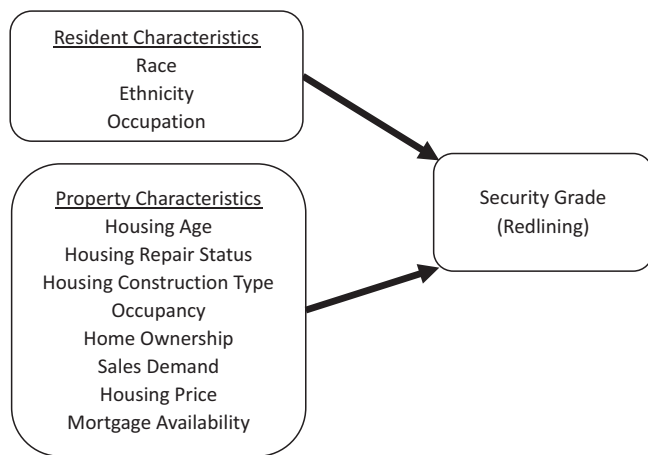 Resident Characteristics
Race
Ethnicity
Occupation
Property Characteristics
Housing Age
Housing Repair Status
Housing Construction Type
Occupancy
Home Ownership
Sales Demand
Housing Price
Mortgage Availability
Security Grade
(Redlining)